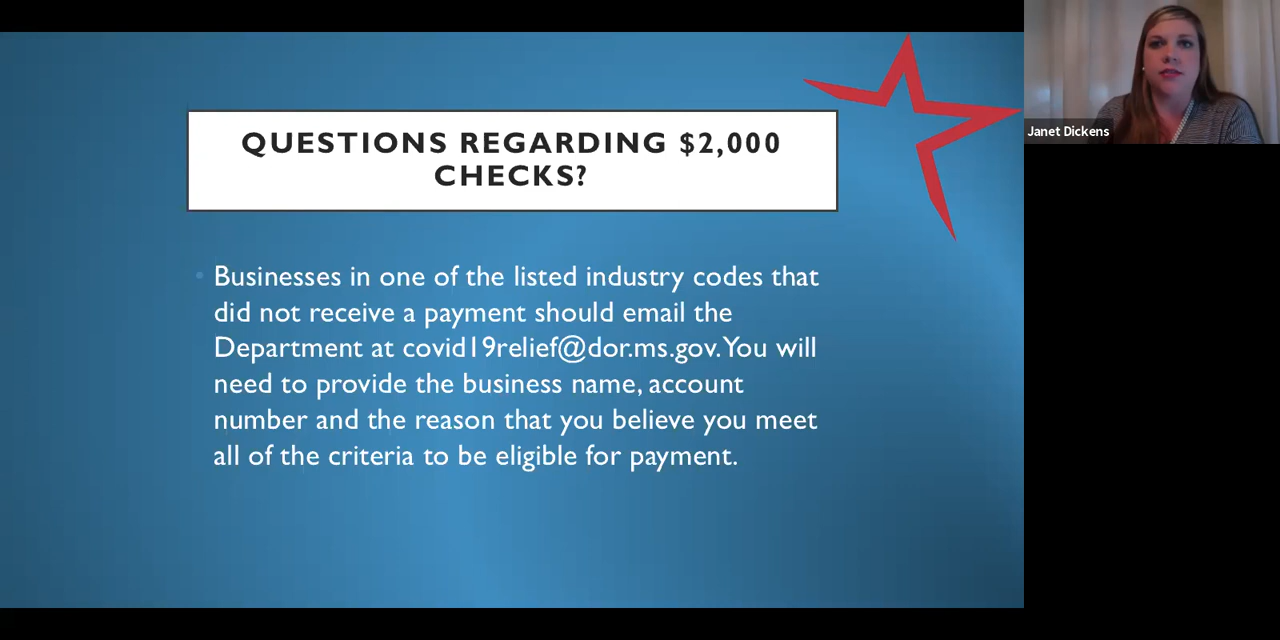 QUESTIONS REGARDING $2,000
CHECKS?
• Businesses in one of the listed industry codes that
did not receive a payment should email the
Department at covid19relief@dor.ms.gov. You will
need to provide the business name, account
number and the reason that you believe you meet
all of the criteria to be eligible for payment.
Janet Dickens